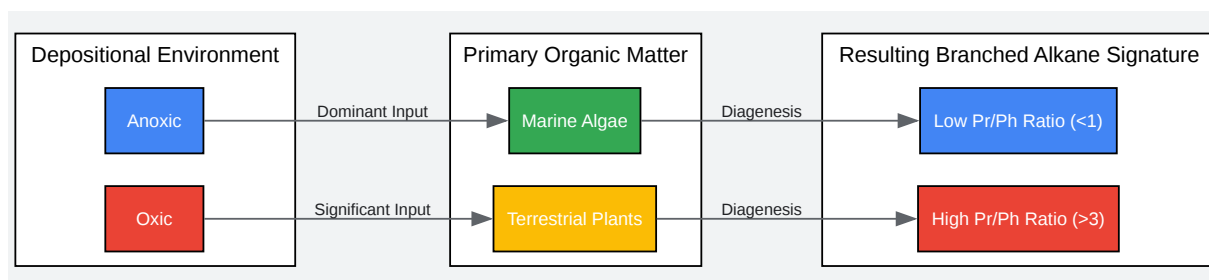 Depositional Environment
Primary Organic Matter
Resulting Branched Alkane Signature
Anoxic
Dominant Input
Marine Algae
Diagenesis
Low Pr/Ph Ratio (<1)
Oxic
Significant Input
Terrestrial Plants
Diagenesis
High Pr/Ph Ratio (>3)